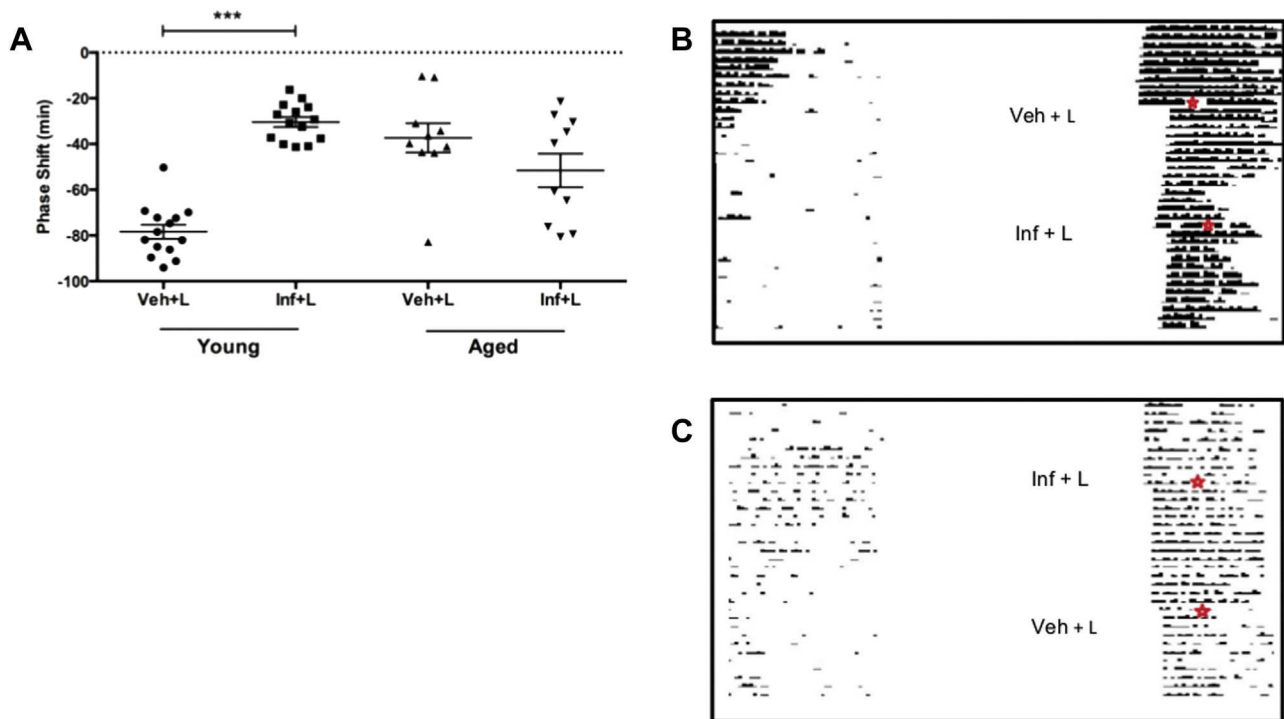 A
***
0
-20
-40
-60
-80
-100
Phase Shift (min)
Veh+L Inf+L Veh+L Inf+L
Young Aged
B
Veh + L
Inf + L
C
Inf + L
Veh + L